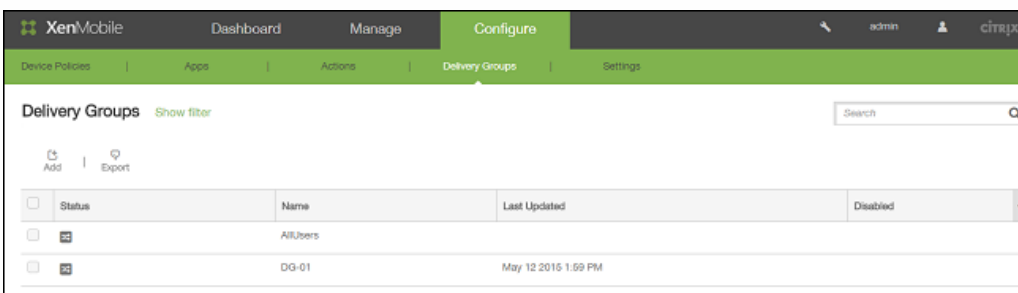 XenMobile Dashboard Manage Configure admin CITRIX
Device Policies | Apps | Actions | Delivery Groups | Settings
Delivery Groups Show filter Search
Add | Export
Status Name Last Updated Disabled
AllUsers
DG-01 May 12 2015 1:59 PM